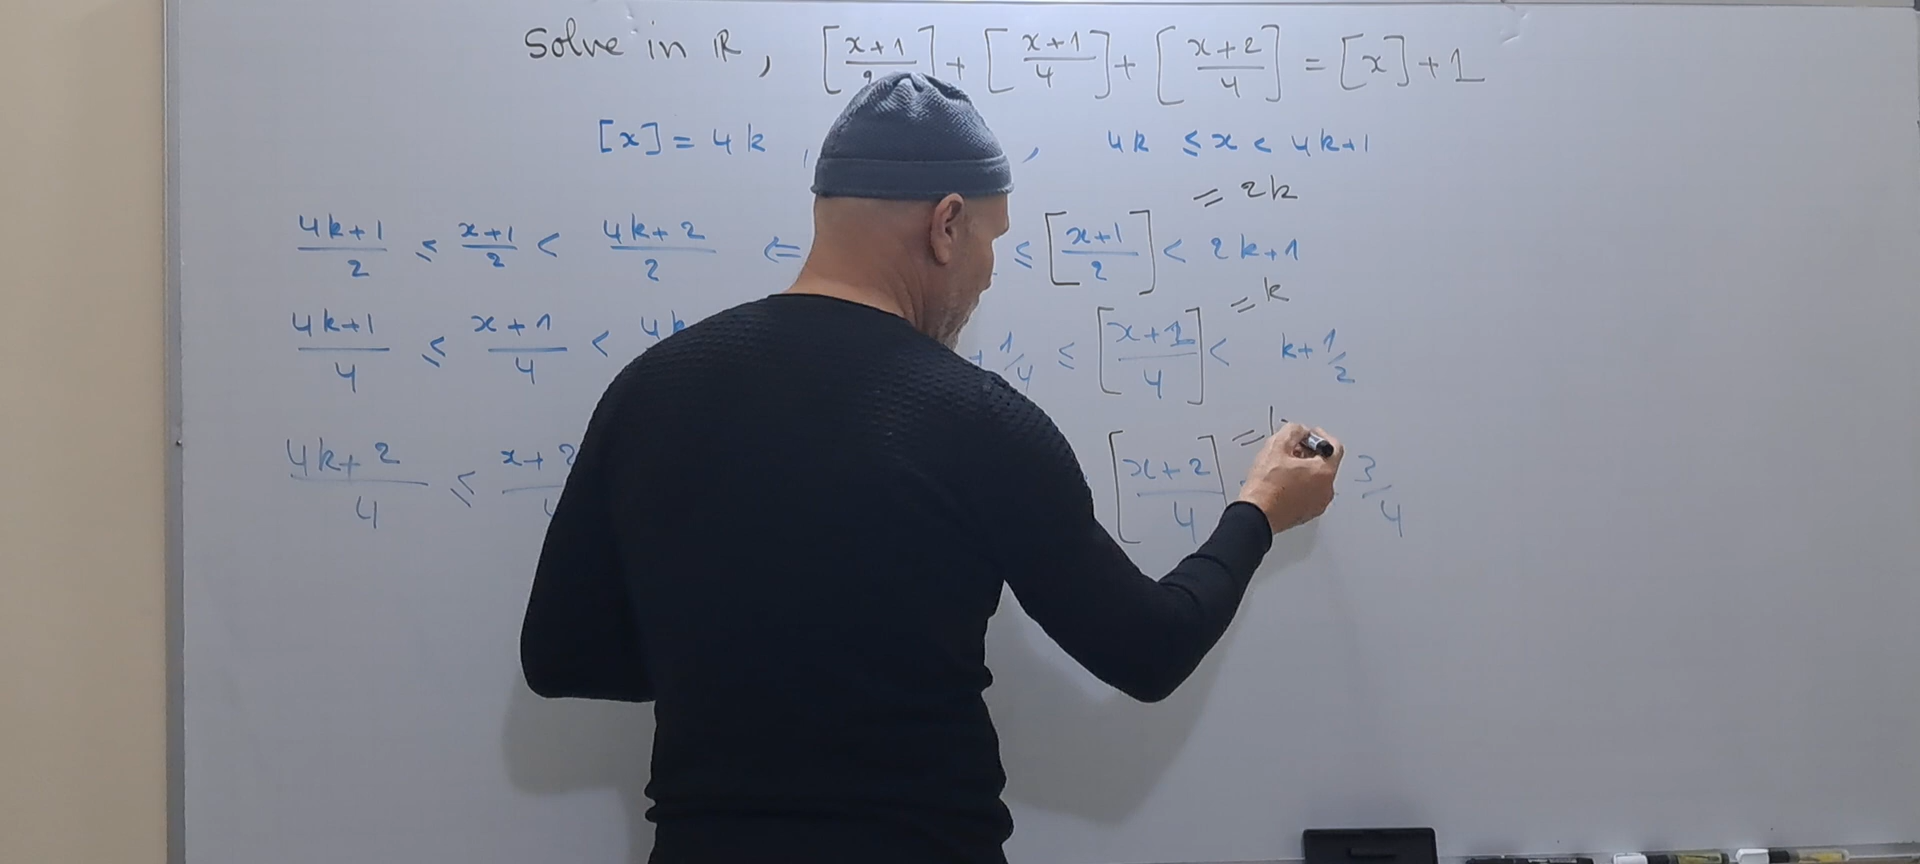 Solve in ℝ, [x+1/2] + [x+1/4] + [x+2/4] = [x] + 1
[x] = 4k , , 4k ≤ x < 4k+1
= 2k
4k+1/2 ≤ x+1/2 < 4k+2/2 ⇐ ≤ [x+1/2] < 2k+1
= k
4k+1/4 ≤ x+1/4 < 4k + 1/4 ≤ [x+1/4] < k+1/2
=
4k+2/4 ≤ x+2 [x+2/4] 3/4